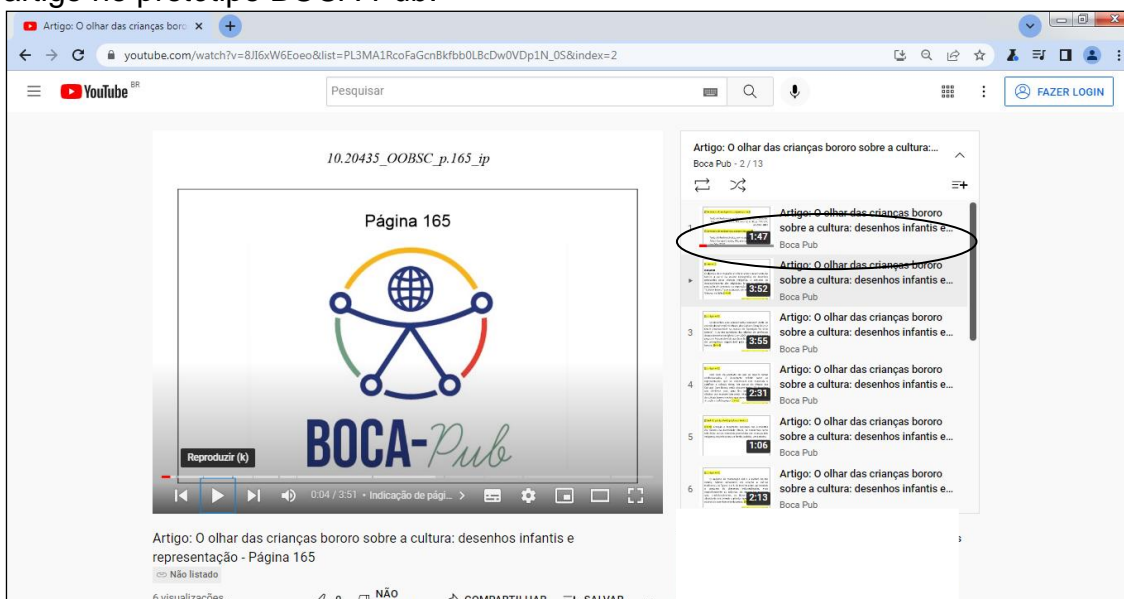 artigo no protótipo BOCA-Pub.
Artigo: O olhar das crianças boro
youtube.com/watch?v=8JI6xW6Eoeo&list=PL3MA1RcoFaGcnBkfbb0LBcDw0VDp1N_0S&index=2
YouTube BR
Pesquisar
FAZER LOGIN
10.20435_OOBSC_p.165_ip
Página 165
BOCA-Pub
Reproduzir (k)
0:04 / 3:51 • Indicação de pági...
Artigo: O olhar das crianças bororo sobre a cultura: desenhos infantis e
representação - Página 165
Não listado
6 visualizações
0
NÃO
COMPARTILHAR
SALVAR
Artigo: O olhar das crianças bororo sobre a cultura:...
Boca Pub - 2 / 13
1
1:47
Artigo: O olhar das crianças bororo
sobre a cultura: desenhos infantis e...
Boca Pub
3:52
Artigo: O olhar das crianças bororo
sobre a cultura: desenhos infantis e...
Boca Pub
3
3:55
Artigo: O olhar das crianças bororo
sobre a cultura: desenhos infantis e...
Boca Pub
4
2:31
Artigo: O olhar das crianças bororo
sobre a cultura: desenhos infantis e...
Boca Pub
5
1:06
Artigo: O olhar das crianças bororo
sobre a cultura: desenhos infantis e...
Boca Pub
6
2:13
Artigo: O olhar das crianças bororo
sobre a cultura: desenhos infantis e...
Boca Pub